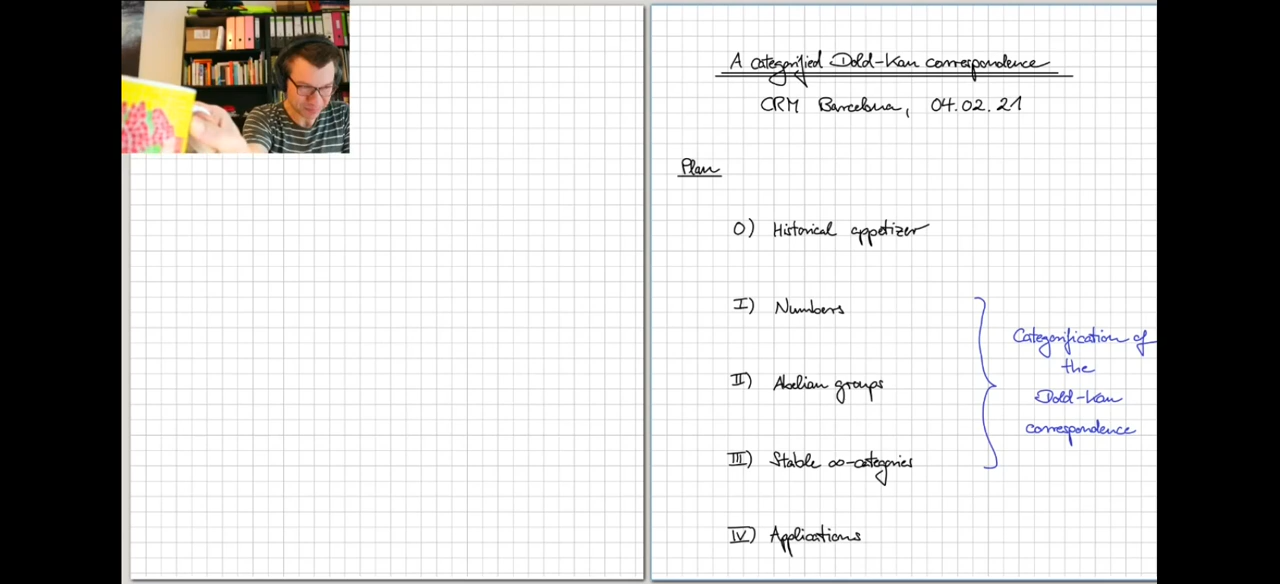 A categorified Dold-Kan correspondence
CRM Barcelona, 04.02.21
Plan
0) Historical appetizer
I) Numbers
II) Abelian groups
III) Stable ∞-categories
IV) Applications
Categorification of
the
Dold-Kan
correspondence